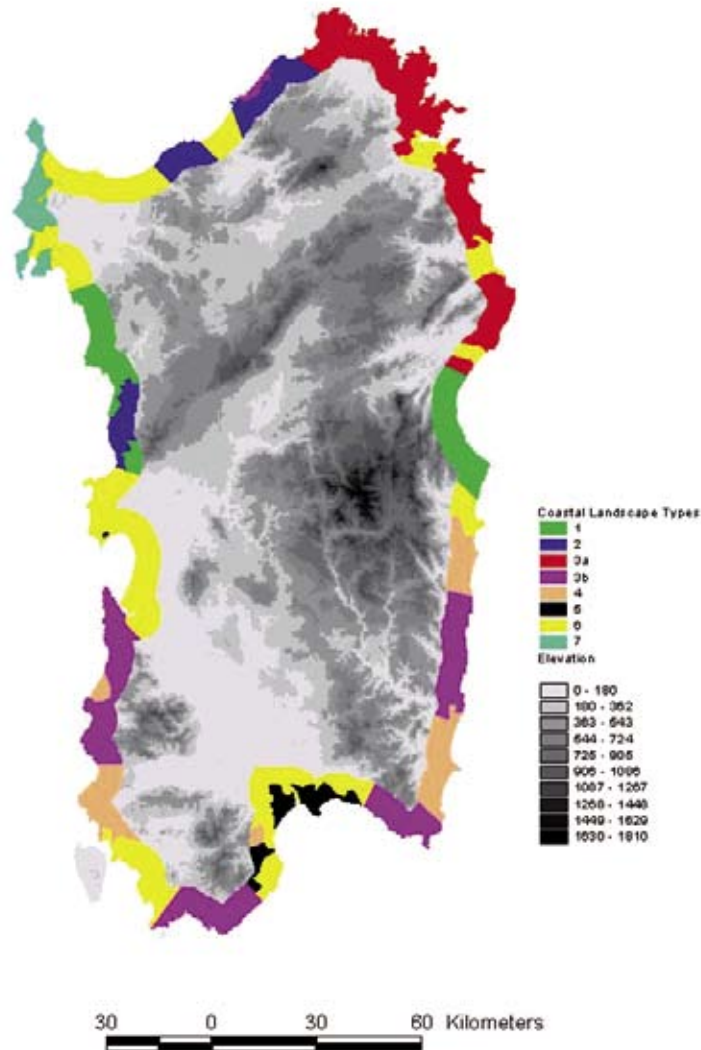 Coastal Landscape Types
1
2
3a
3b
4
5
6
7
Elevation
0 - 180
180 - 362
363 - 543
544 - 724
725 - 905
906 - 1086
1087 - 1267
1268 - 1448
1449 - 1629
1630 - 1810
30 0 30 60 Kilometers